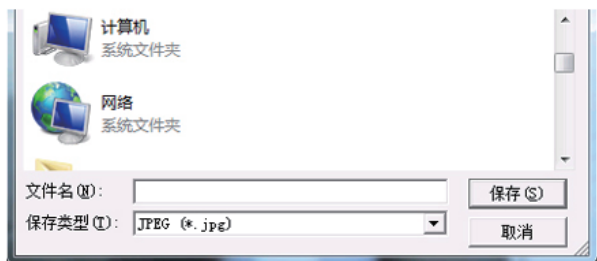 计算机
系统文件夹
网络
系统文件夹
文件名(N):
保存(S)
保存类型(T):
JPEG (*.jpg)
取消